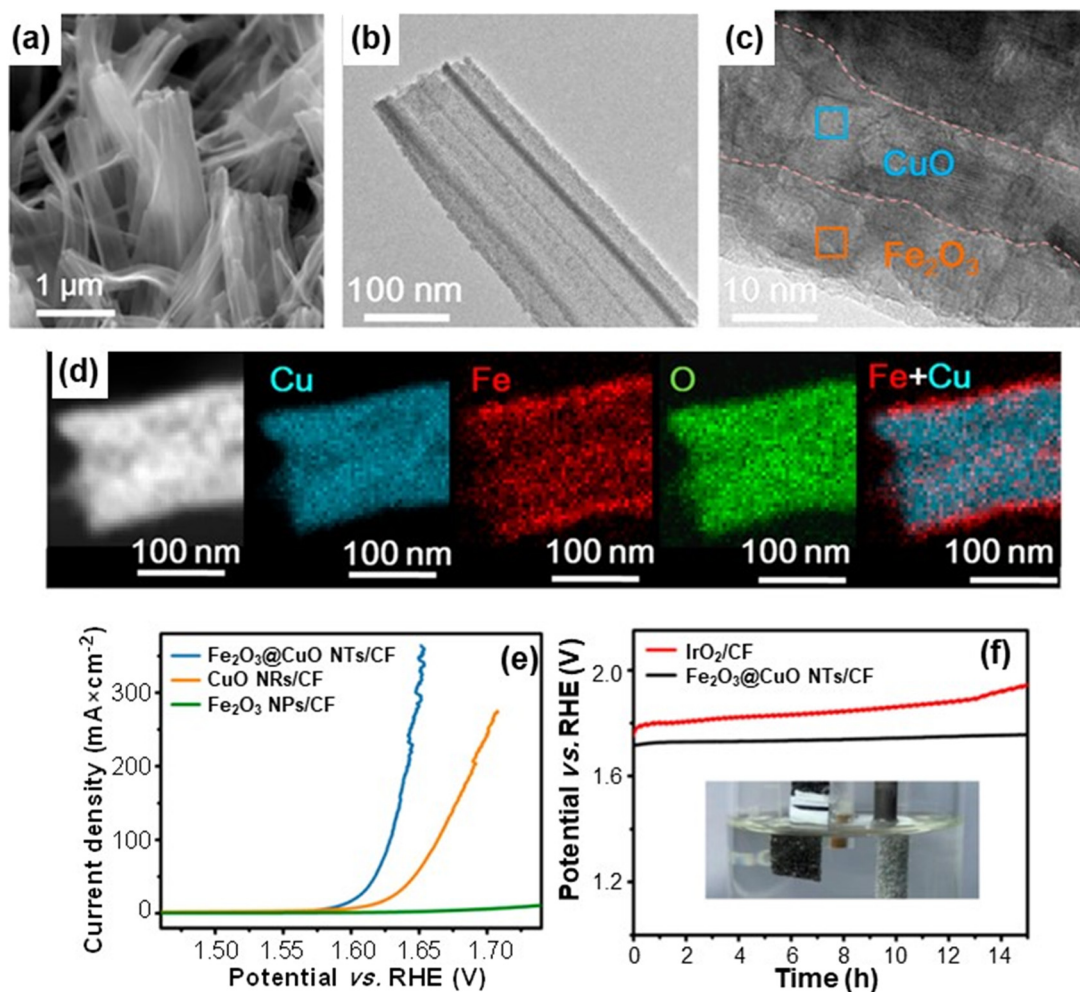 (a)
1 μm
(b)
100 nm
(c)
CuO
Fe₂O₃
10 nm
(d)
Cu
Fe
O
Fe+Cu
100 nm
100 nm
100 nm
100 nm
100 nm
(e)
Fe₂O₃@CuO NTs/CF
CuO NRs/CF
Fe₂O₃ NPs/CF
Current density (mA×cm⁻²)
300
200
100
0
1.50 1.55 1.60 1.65 1.70
Potential vs. RHE (V)
(f)
IrO₂/CF
Fe₂O₃@CuO NTs/CF
Potential vs. RHE (V)
2.0
1.6
1.2
0 2 4 6 8 10 12 14
Time (h)